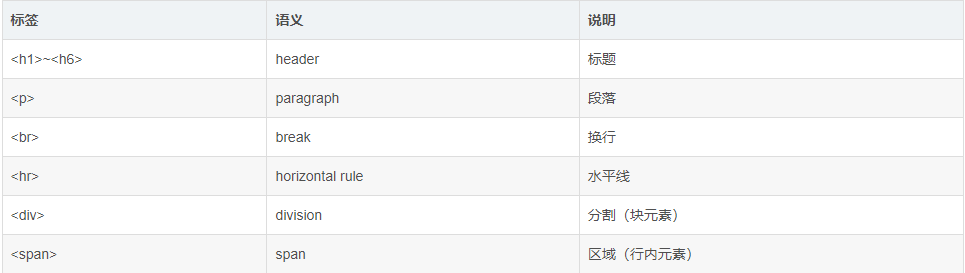 标签 语义 说明
<h1>~<h6> header 标题
<p> paragraph 段落
<br> break 换行
<hr> horizontal rule 水平线
<div> division 分割（块元素）
<span> span 区域（行内元素）